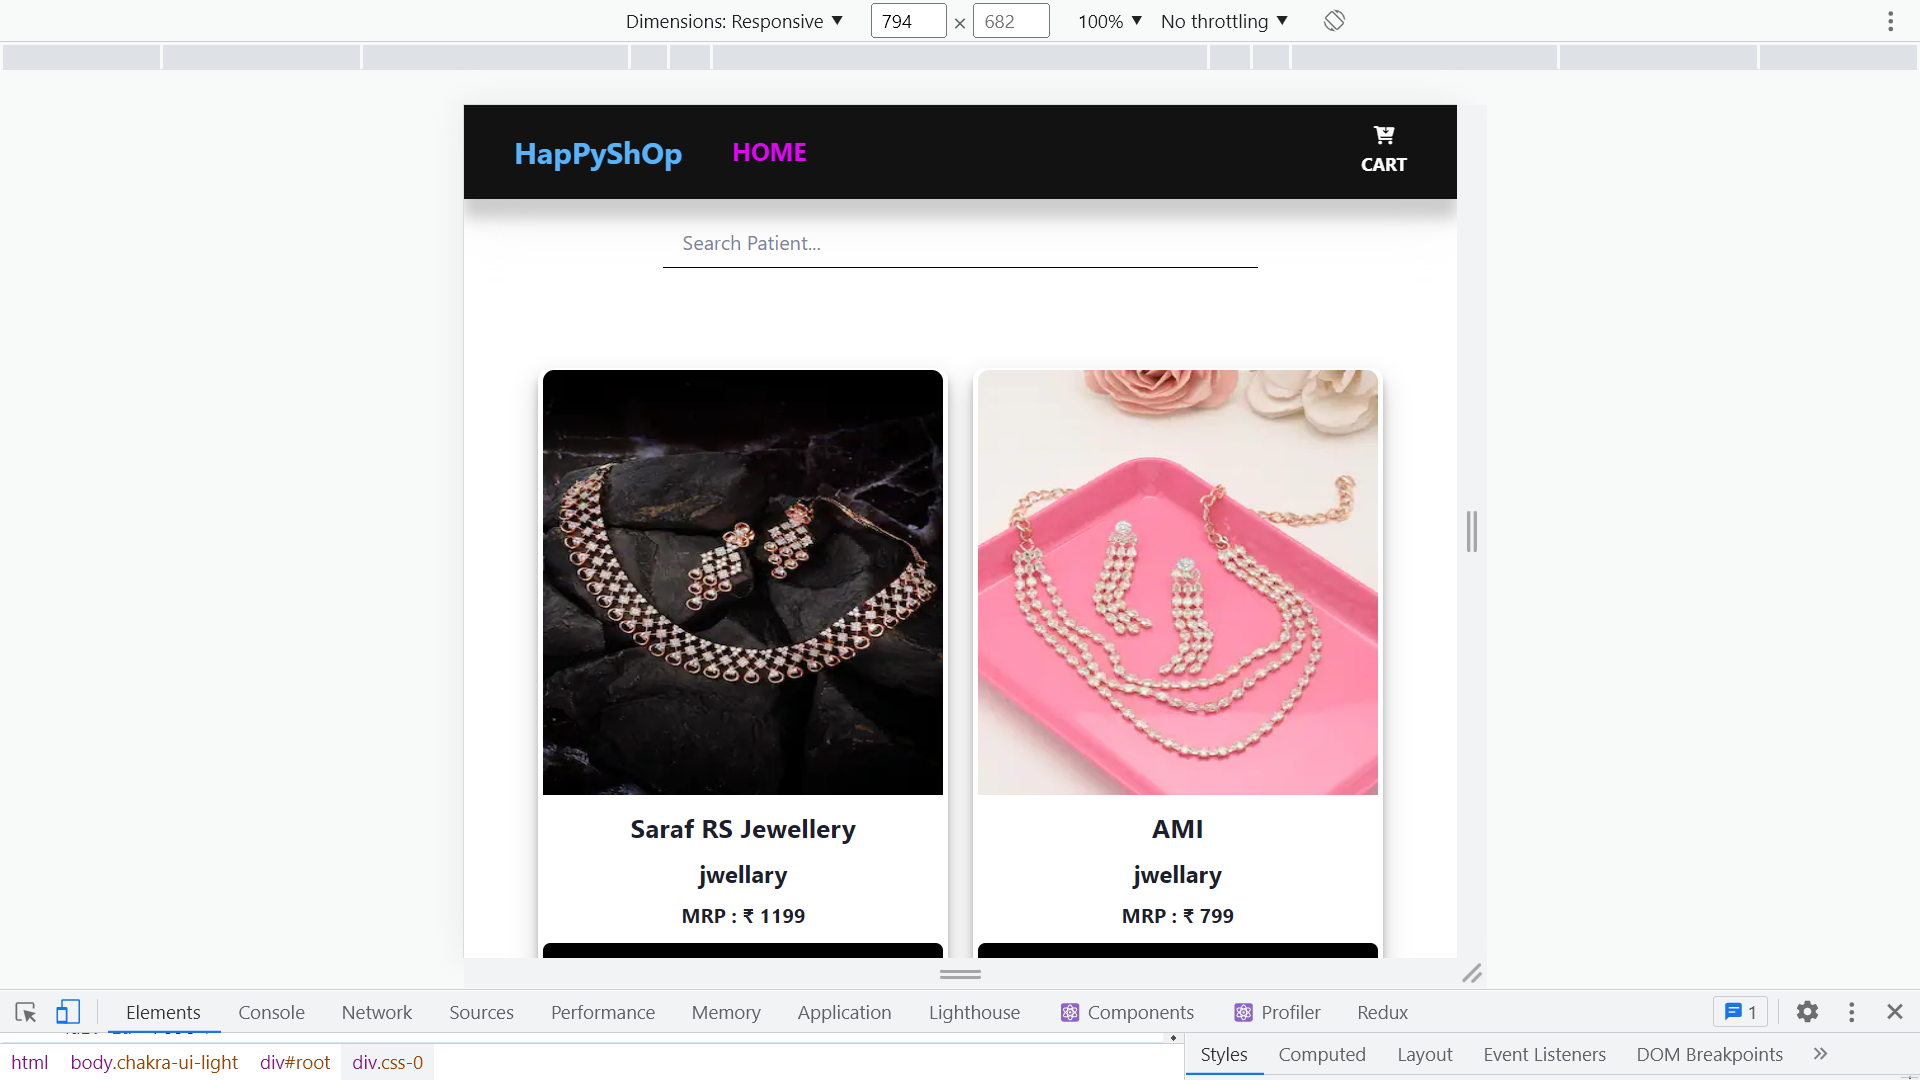 Dimensions: Responsive ▼ 794 × 682 100% ▼ No throttling ▼
HapPyShOp HOME CART
Search Patient...
Saraf RS Jewellery
jwellary
MRP : ₹ 1199
AMI
jwellary
MRP : ₹ 799
Elements Console Network Sources Performance Memory Application Lighthouse Components Profiler Redux 1
html body.chakra-ui-light div#root div.css-0
Styles Computed Layout Event Listeners DOM Breakpoints »